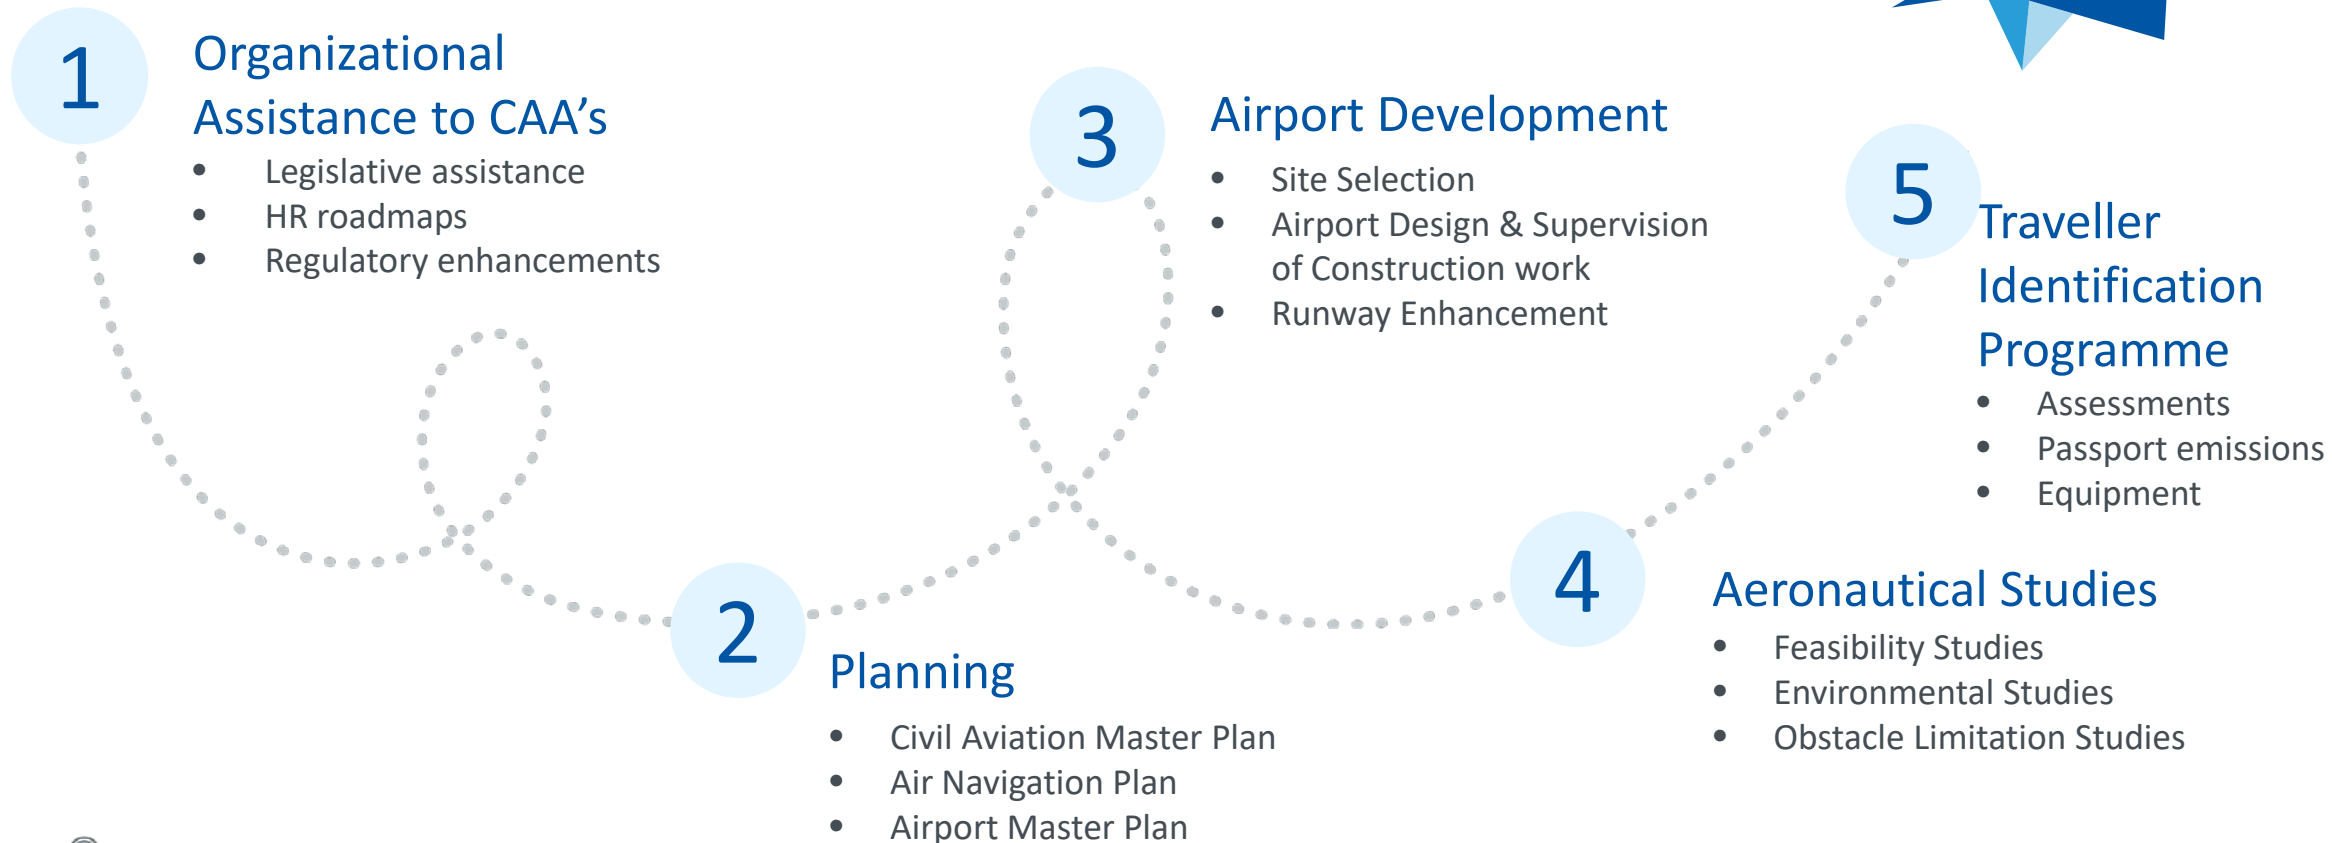 1
Organizational
Assistance to CAA’s
• Legislative assistance
• HR roadmaps
• Regulatory enhancements
2
Planning
• Civil Aviation Master Plan
• Air Navigation Plan
• Airport Master Plan
3
Airport Development
• Site Selection
• Airport Design & Supervision
of Construction work
• Runway Enhancement
4
Aeronautical Studies
• Feasibility Studies
• Environmental Studies
• Obstacle Limitation Studies
5
Traveller
Identification
Programme
• Assessments
• Passport emissions
• Equipment